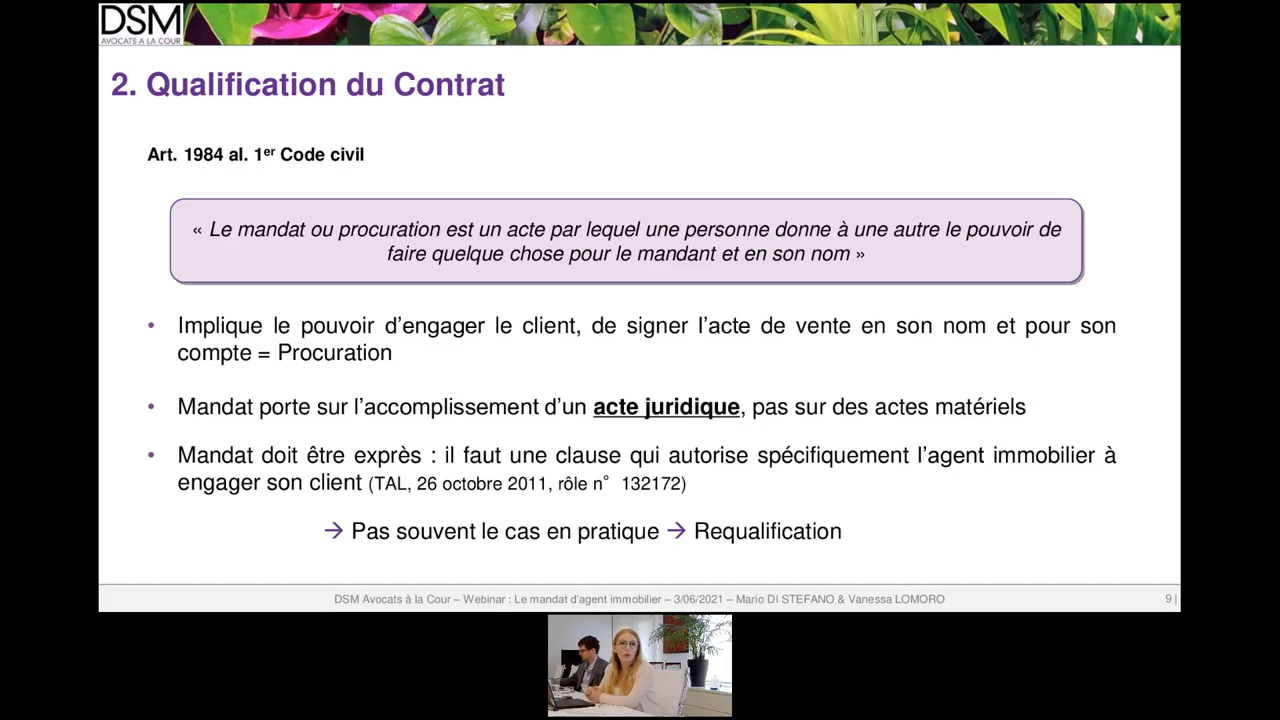 DSM
AVOCATS A LA COUR
2. Qualification du Contrat
Art. 1984 al. 1er Code civil
« Le mandat ou procuration est un acte par lequel une personne donne à une autre le pouvoir de
faire quelque chose pour le mandant et en son nom »
• Implique le pouvoir d’engager le client, de signer l’acte de vente en son nom et pour son
compte = Procuration
• Mandat porte sur l’accomplissement d’un acte juridique, pas sur des actes matériels
• Mandat doit être exprès : il faut une clause qui autorise spécifiquement l’agent immobilier à
engager son client (TAL, 26 octobre 2011, rôle n° 132172)
→ Pas souvent le cas en pratique → Requalification
DSM Avocats à la Cour – Webinar : Le mandat d’agent immobilier – 3/06/2021 – Mario DI STEFANO & Vanessa LOMORO
9 |